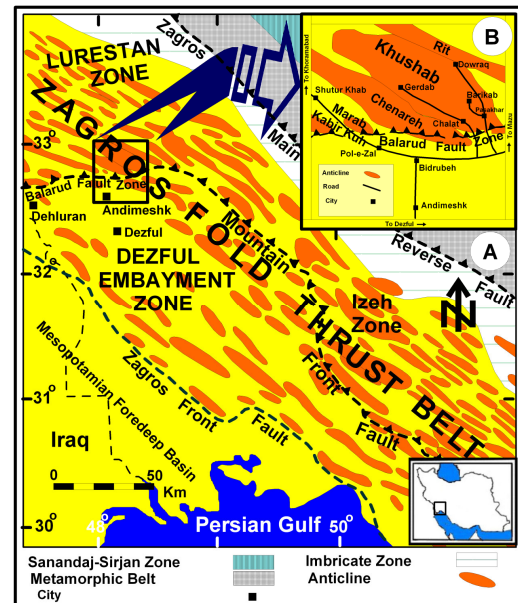 LURESTAN
ZONE
Zagros
Main
Reverse
Fault
ZAGROS FOLD THRUST BELT
33°
Balarud Fault Zone
Andimeshk
Dehluran
Dezful
Mountain
Front
Fault
32°
DEZFUL
EMBAYMENT
ZONE
Izeh
Zone
A
N
Zagros
Front
Fault
Mesopotamian Foredeep Basin
31°
Iraq
0 50
Km
30°
48°
Persian Gulf
50°
B
To Khoramabad
Khushab
Rit
Dowraq
Gerdab
Shutur Khab
Barikab
Marab
Chenareh
Chalat
Kabir Kuh
Balarud Fault Zone
Pol-e-Zal
Bidrubeh
To Mazu
Anticline
Road
City
Andimeshk
To Dezful
Sanandaj-Sirjan Zone
Imbricate Zone
Metamorphic Belt
Anticline
City